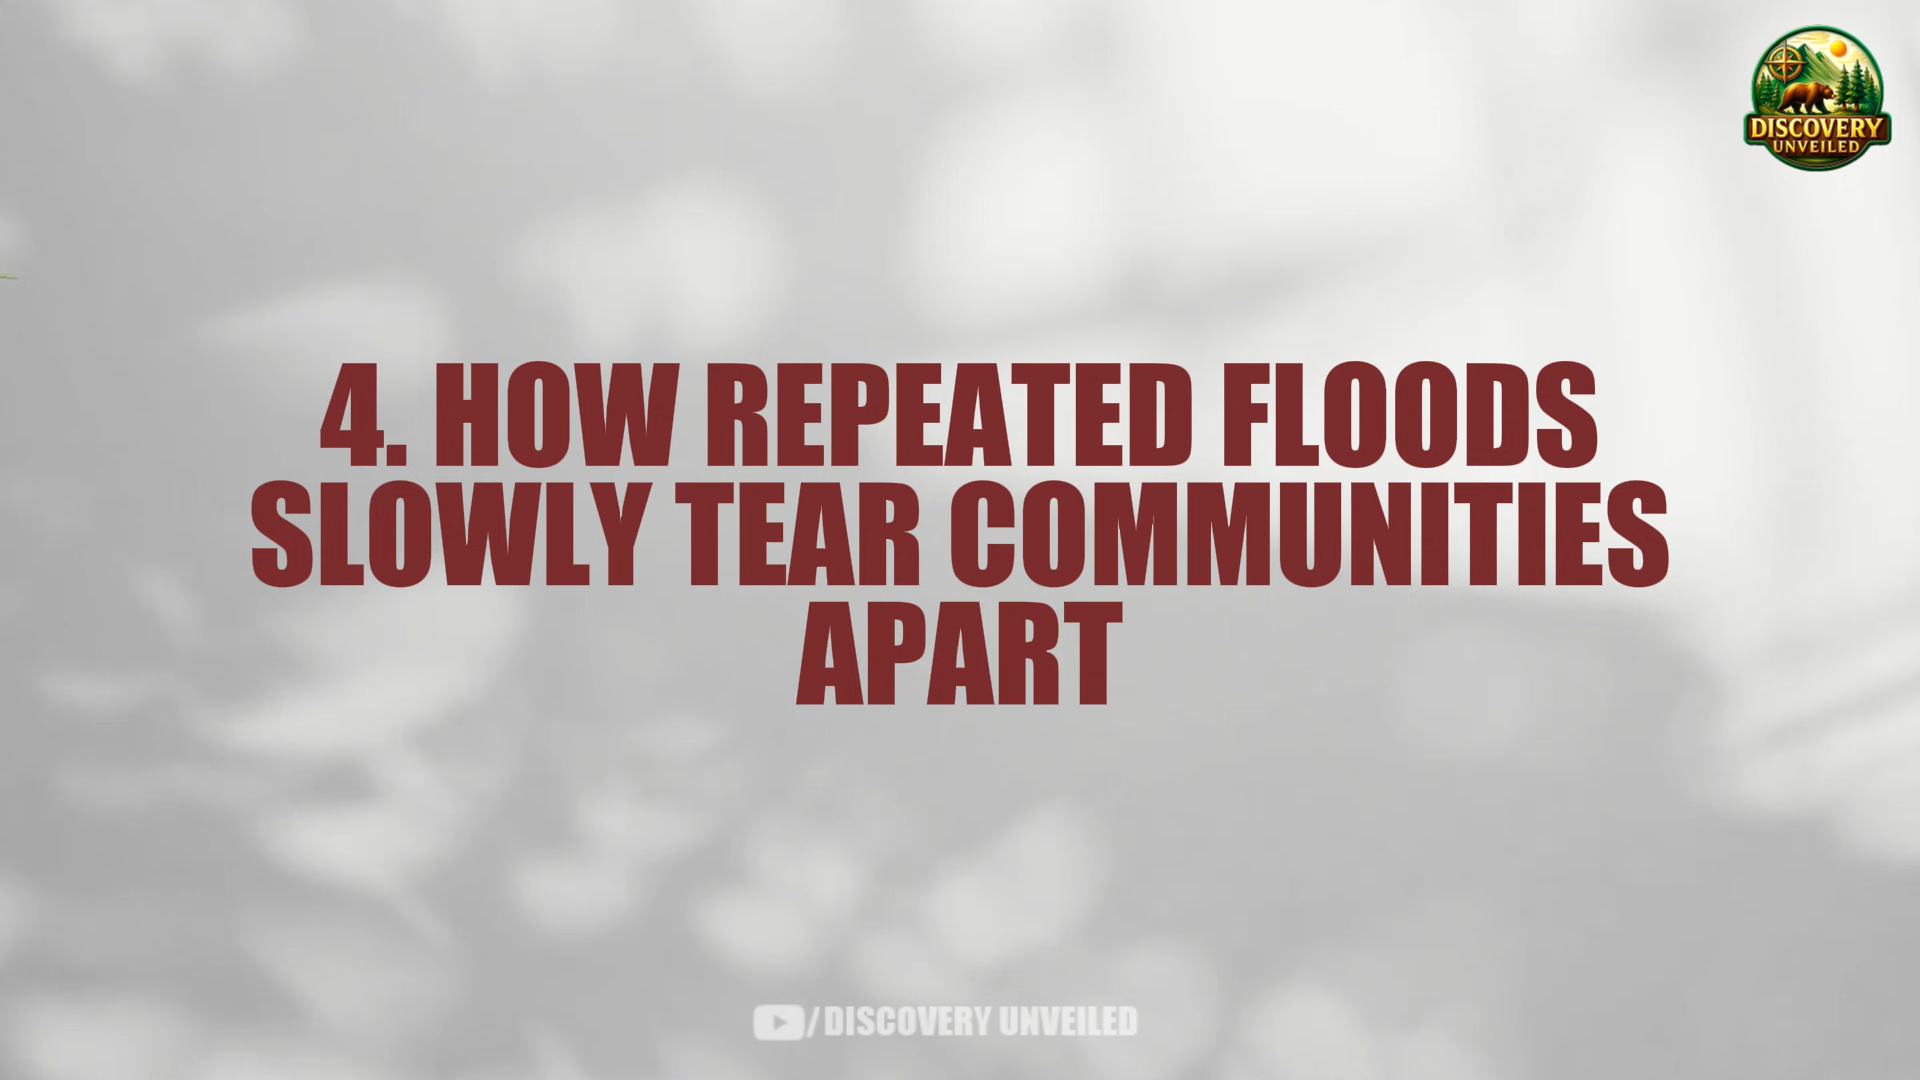 DISCOVERY
UNVEILED
4. HOW REPEATED FLOODS
SLOWLY TEAR COMMUNITIES
APART
/DISCOVERY UNVEILED